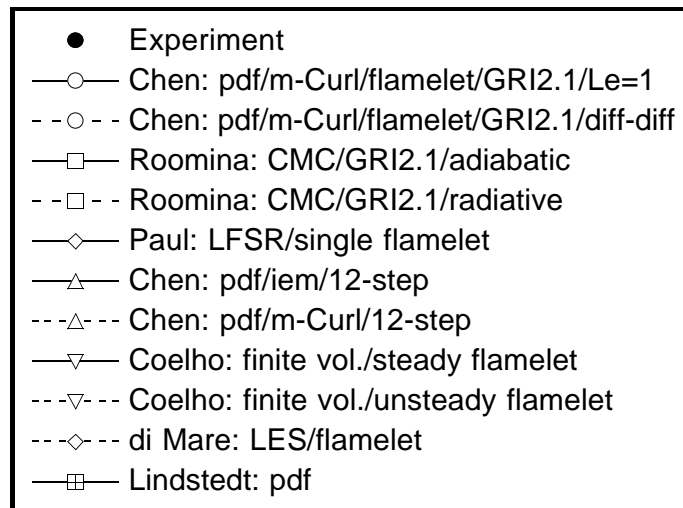 Experiment
Chen: pdf/m-Curl/flamelet/GRI2.1/Le=1
Chen: pdf/m-Curl/flamelet/GRI2.1/diff-diff
Roomina: CMC/GRI2.1/adiabatic
Roomina: CMC/GRI2.1/radiative
Paul: LFSR/single flamelet
Chen: pdf/iem/12-step
Chen: pdf/m-Curl/12-step
Coelho: finite vol./steady flamelet
Coelho: finite vol./unsteady flamelet
di Mare: LES/flamelet
Lindstedt: pdf